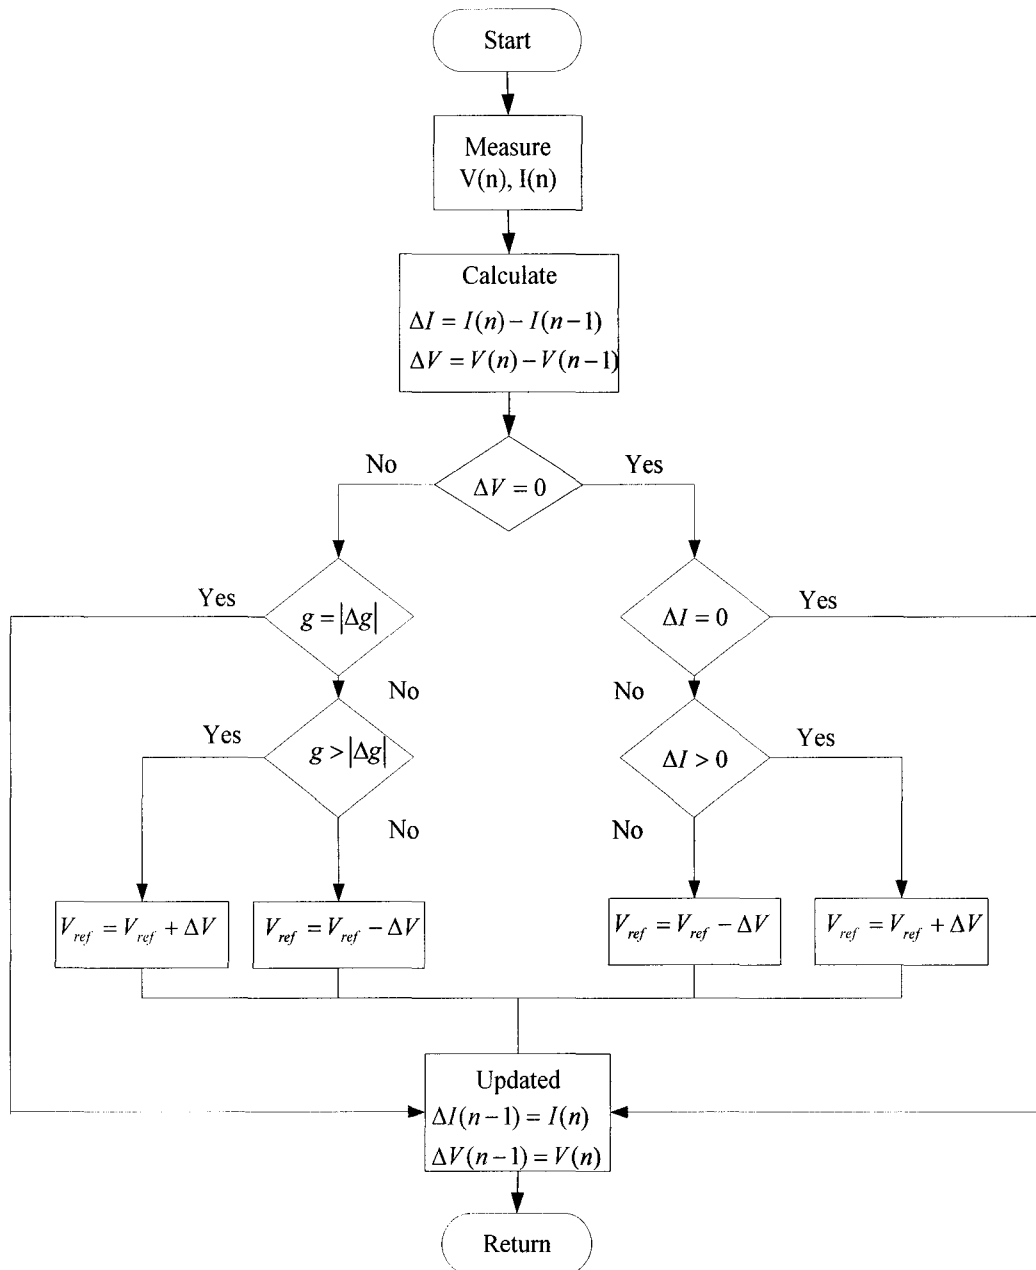 Start
Measure
V(n), I(n)
Calculate
ΔI = I(n) − I(n−1)
ΔV = V(n) − V(n−1)
No
Yes
ΔV = 0
Yes
g = |Δg|
ΔI = 0
Yes
No
No
Yes
g > |Δg|
ΔI > 0
Yes
No
No
V_ref = V_ref + ΔV
V_ref = V_ref − ΔV
V_ref = V_ref − ΔV
V_ref = V_ref + ΔV
Updated
ΔI(n−1) = I(n)
ΔV(n−1) = V(n)
Return